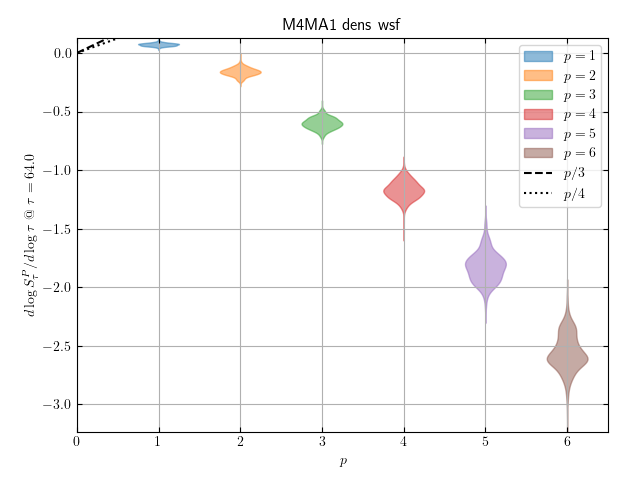 M4MA1 dens wsf
d log S_τ^P / d log τ @ τ = 64.0
0.0
−0.5
−1.0
−1.5
−2.0
−2.5
−3.0
0 1 2 3 4 5 6
p
p = 1
p = 2
p = 3
p = 4
p = 5
p = 6
p/3
p/4